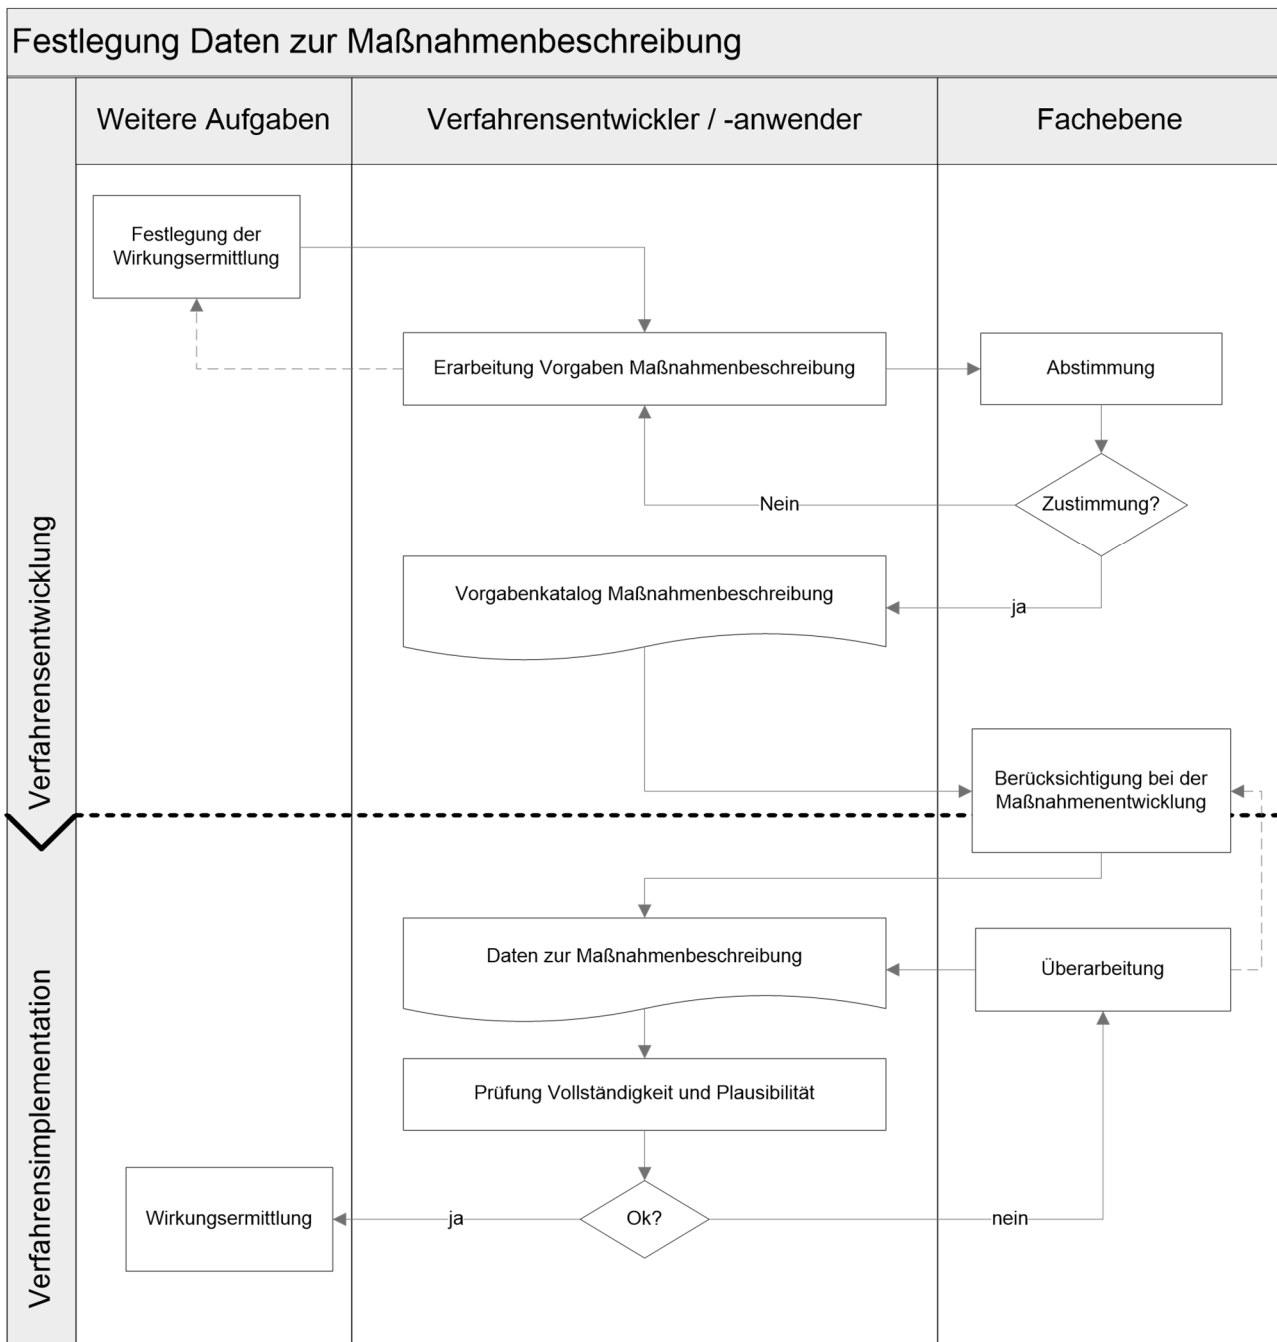 Festlegung Daten zur Maßnahmenbeschreibung
Weitere Aufgaben
Verfahrensentwickler / -anwender
Fachebene
Verfahrensentwicklung
Festlegung der
Wirkungsermittlung
Erarbeitung Vorgaben Maßnahmenbeschreibung
Abstimmung
Zustimmung?
Nein
Vorgabenkatalog Maßnahmenbeschreibung
ja
Berücksichtigung bei der
Maßnahmenentwicklung
Verfahrensimplementation
Daten zur Maßnahmenbeschreibung
Überarbeitung
Prüfung Vollständigkeit und Plausibilität
Wirkungsermittlung
ja
Ok?
nein